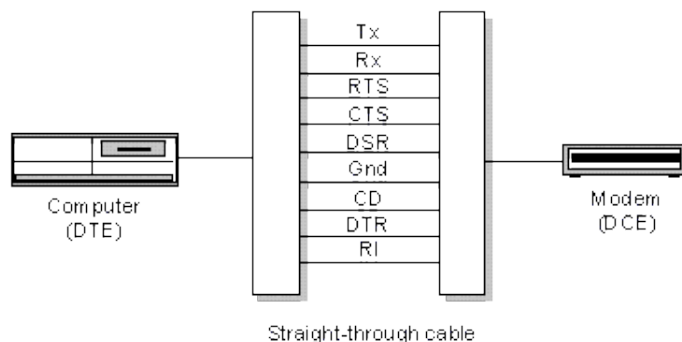 Tx
Rx
RTS
CTS
DSR
Gnd
CD
DTR
RI
Computer
(DTE)
Modem
(DCE)
Straight-through cable